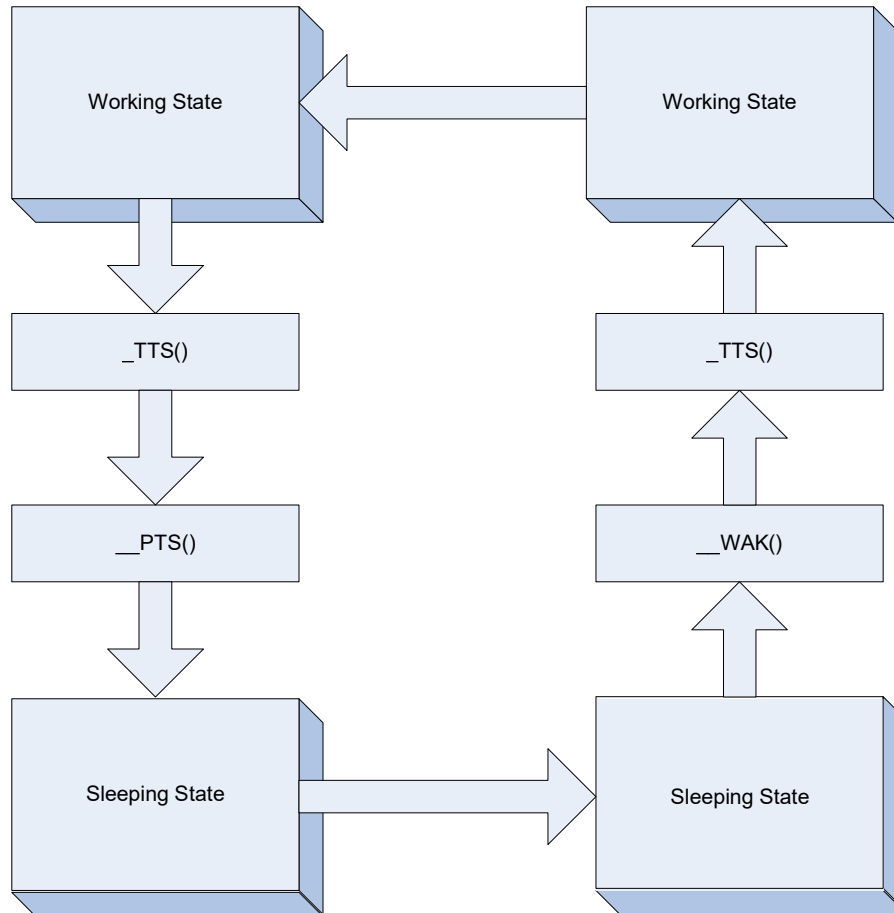 Working State
Working State
_TTS()
_TTS()
__PTS()
__WAK()
Sleeping State
Sleeping State